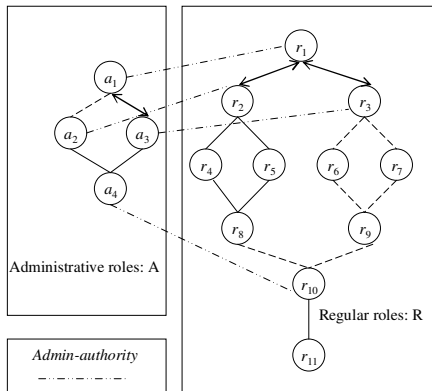 r1
a1
r2
r3
a2
a3
r4
r5
r6
r7
a4
r8
r9
Administrative roles: A
r10
Regular roles: R
Admin-authority
r11